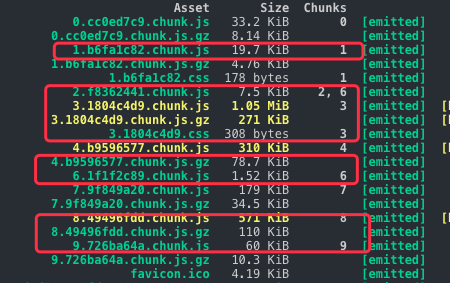 Asset Size Chunks
0.cc0ed7c9.chunk.js 33.2 KiB 0 [emitted]
0.cc0ed7c9.chunk.js.gz 8.14 KiB [emitted]
1.b6fa1c82.chunk.js 19.7 KiB 1 [emitted]
1.b6fa1c82.chunk.js.gz 4.76 KiB [emitted]
1.b6fa1c82.css 178 bytes 1 [emitted]
2.f8362441.chunk.js 7.5 KiB 2, 6 [emitted]
3.1804c4d9.chunk.js 1.05 MiB 3 [emitted] [
3.1804c4d9.chunk.js.gz 271 KiB [emitted] [
3.1804c4d9.css 308 bytes 3 [emitted]
4.b9596577.chunk.js 310 KiB 4 [emitted] [
4.b9596577.chunk.js.gz 78.7 KiB [emitted]
6.1f1f2c89.chunk.js 1.52 KiB 6 [emitted]
7.9f849a20.chunk.js 179 KiB 7 [emitted]
7.9f849a20.chunk.js.gz 34.5 KiB [emitted]
8.49496fdd.chunk.js 571 KiB 8 [emitted] [
8.49496fdd.chunk.js.gz 110 KiB [emitted]
9.726ba64a.chunk.js 60 KiB 9 [emitted]
9.726ba64a.chunk.js.gz 10.3 KiB [emitted]
favicon.ico 4.19 KiB [emitted]